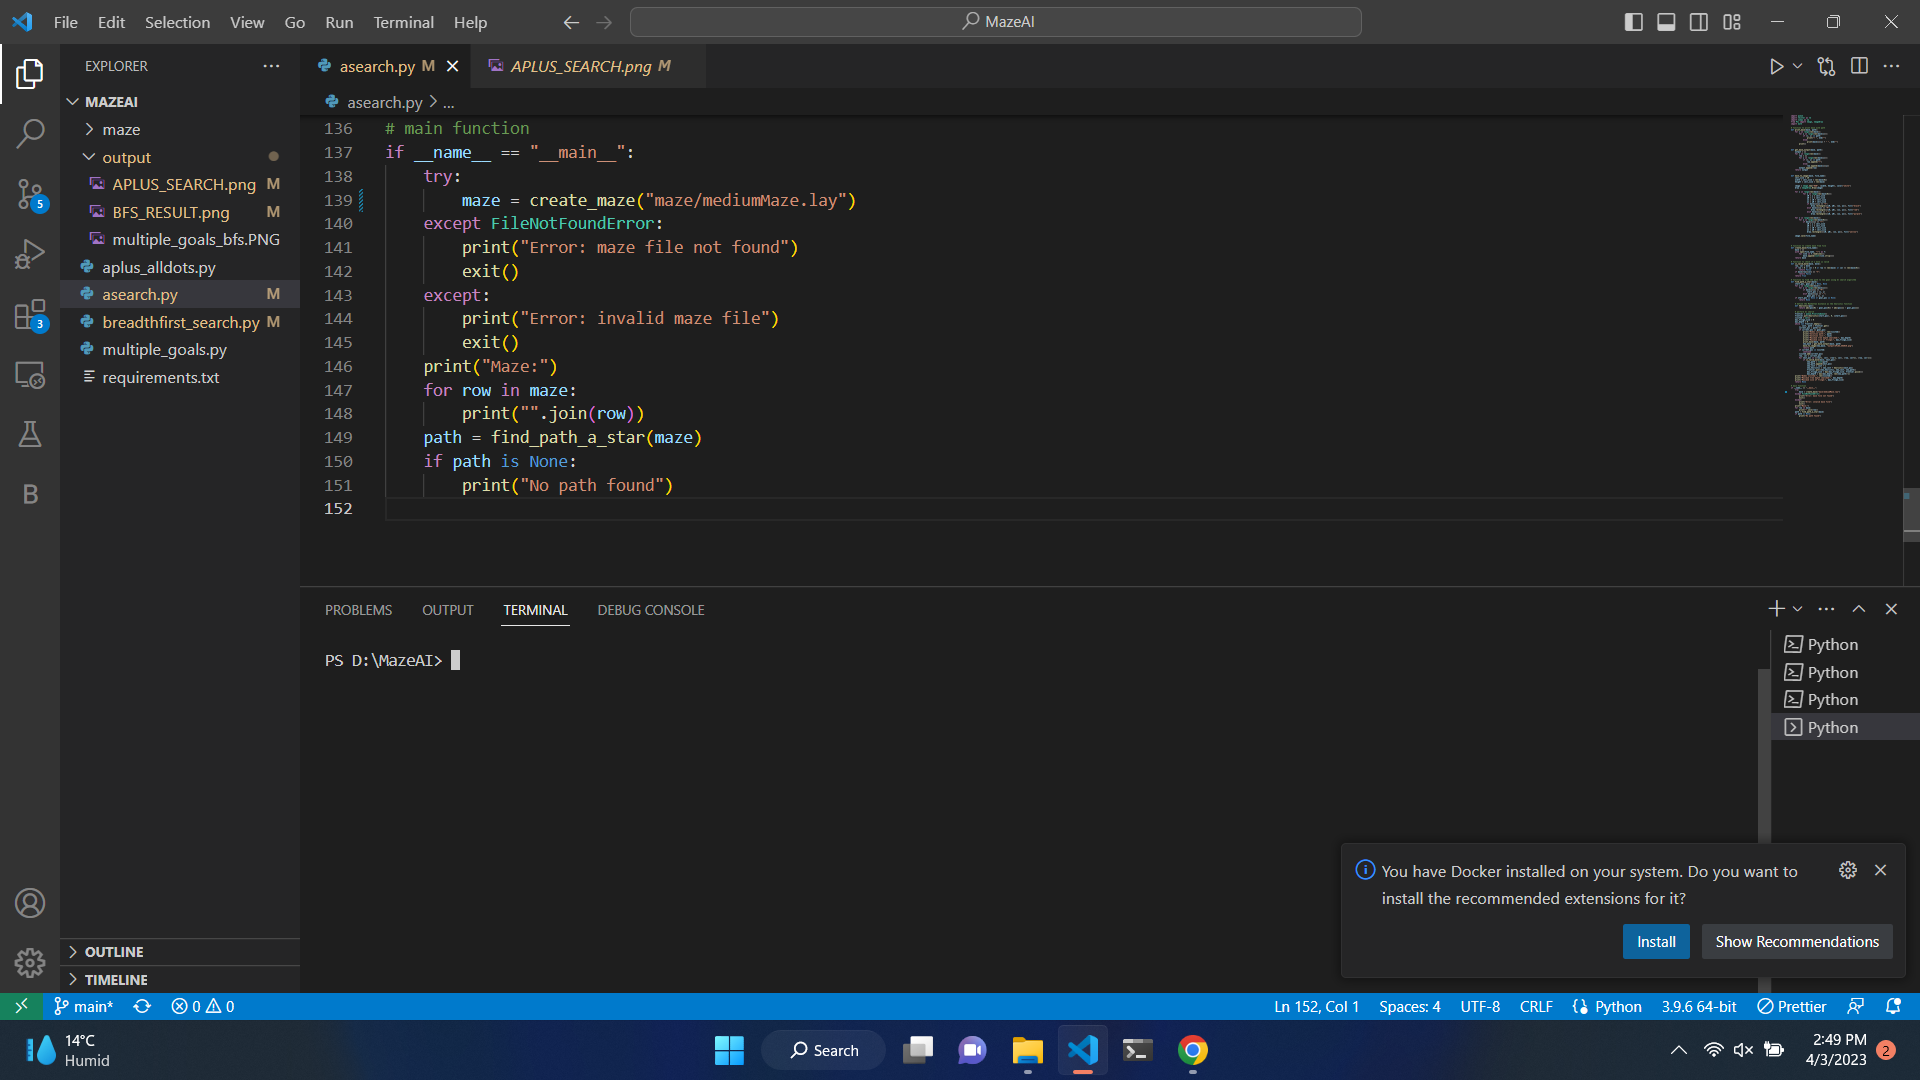 File Edit Selection View Go Run Terminal Help
MazeAI
EXPLORER
MAZEAI
maze
output
APLUS_SEARCH.png M
BFS_RESULT.png M
multiple_goals_bfs.PNG
aplus_alldots.py
asearch.py M
breadthfirst_search.py M
multiple_goals.py
requirements.txt
OUTLINE
TIMELINE
5
3
B
asearch.py M
APLUS_SEARCH.png M
asearch.py > ...
136 # main function
137 if __name__ == "__main__":
138 try:
139 maze = create_maze("maze/mediumMaze.lay")
140 except FileNotFoundError:
141 print("Error: maze file not found")
142 exit()
143 except:
144 print("Error: invalid maze file")
145 exit()
146 print("Maze:")
147 for row in maze:
148 print("".join(row))
149 path = find_path_a_star(maze)
150 if path is None:
151 print("No path found")
152
PROBLEMS OUTPUT TERMINAL DEBUG CONSOLE
PS D:\MazeAI>
Python
Python
Python
Python
You have Docker installed on your system. Do you want to
install the recommended extensions for it?
Install Show Recommendations
main* 0 0
Ln 152, Col 1 Spaces: 4 UTF-8 CRLF Python 3.9.6 64-bit Prettier
14°C
Humid
Search
2:49 PM
4/3/2023
2